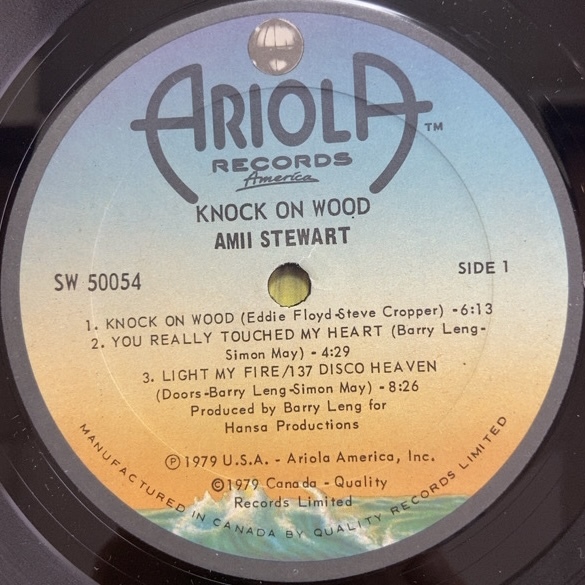 ARIOLA TM
RECORDS
America
KNOCK ON WOOD
AMII STEWART
SW 50054
SIDE 1
1. KNOCK ON WOOD (Eddie Floyd-Steve Cropper) -6:13
2. YOU REALLY TOUCHED MY HEART (Barry Leng-
Simon May) - 4:29
3. LIGHT MY FIRE/137 DISCO HEAVEN
(Doors-Barry Leng-Simon May) - 8:26
Produced by Barry Leng for
Hansa Productions
Ⓟ1979 U.S.A. - Ariola America, Inc.
©1979 Canada - Quality
Records Limited
MANUFACTURED IN CANADA BY QUALITY RECORDS LIMITED